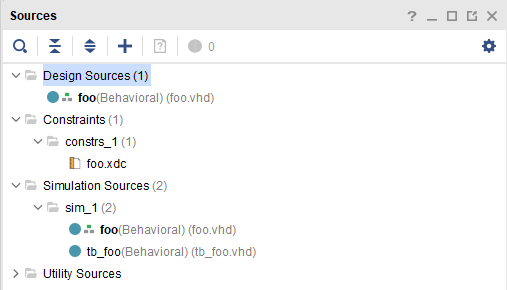 Sources
0
Design Sources (1)
foo(Behavioral) (foo.vhd)
Constraints (1)
constrs_1 (1)
foo.xdc
Simulation Sources (2)
sim_1 (2)
foo(Behavioral) (foo.vhd)
tb_foo(Behavioral) (tb_foo.vhd)
Utility Sources